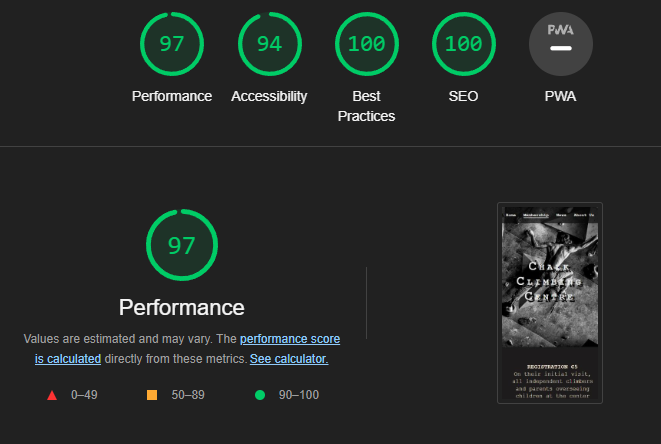 97
94
100
100
PWA
Performance
Accessibility
Best
Practices
SEO
PWA
97
Performance
Values are estimated and may vary. The performance score
is calculated directly from these metrics. See calculator.
0–49
50–89
90–100
Home Membership News About Us
Chalk
Climbing
Centre
REGISTRATION £5
On their initial visit,
all independent climbers
and parents overseeing
children at the center